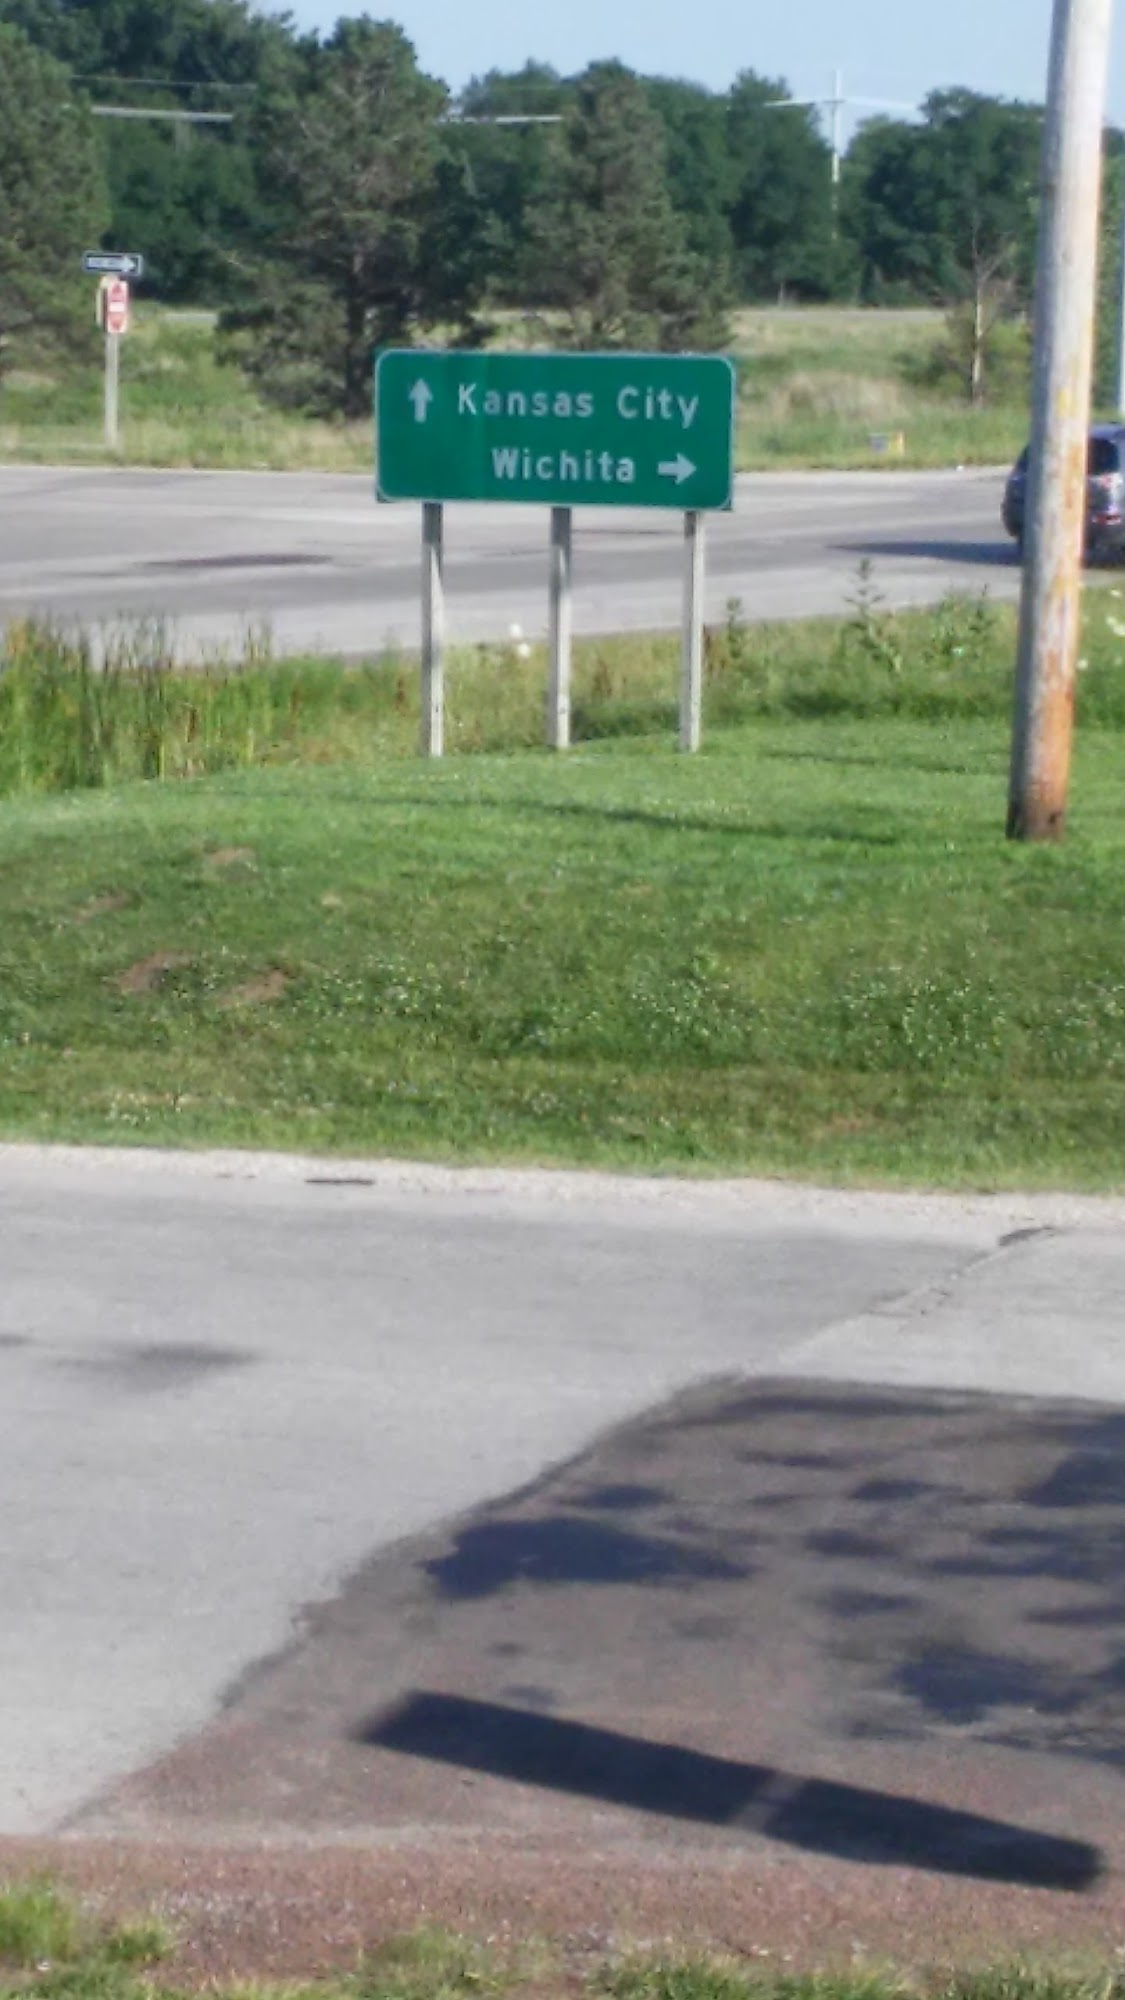 ↑ Kansas City
Wichita →